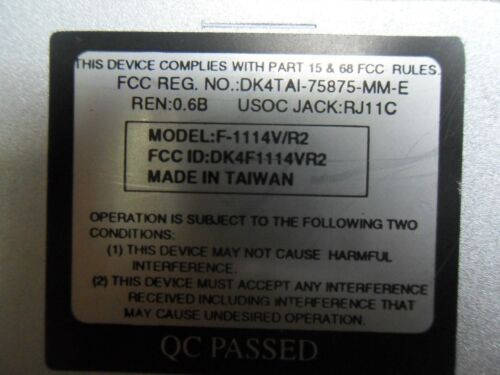 THIS DEVICE COMPLIES WITH PART 15 & 68 FCC RULES.
FCC REG. NO.:DK4TAI-75875-MM-E
REN:0.6B USOC JACK:RJ11C
MODEL:F-1114V/R2
FCC ID:DK4F1114VR2
MADE IN TAIWAN
OPERATION IS SUBJECT TO THE FOLLOWING TWO
CONDITIONS:
(1) THIS DEVICE MAY NOT CAUSE HARMFUL
INTERFERENCE.
(2) THIS DEVICE MUST ACCEPT ANY INTERFERENCE
RECEIVED INCLUDING INTERFERENCE THAT
MAY CAUSE UNDESIRED OPERATION.
QC PASSED